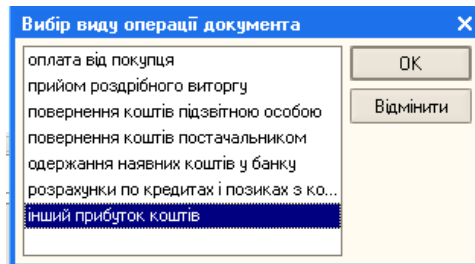 Вибір виду операції документа
оплата від покупця
прийом роздрібного виторгу
повернення коштів підзвітною особою
повернення коштів постачальником
одержання наявних коштів у банку
розрахунки по кредитах і позиках з ко...
інший прибуток коштів
OK
Відмінити